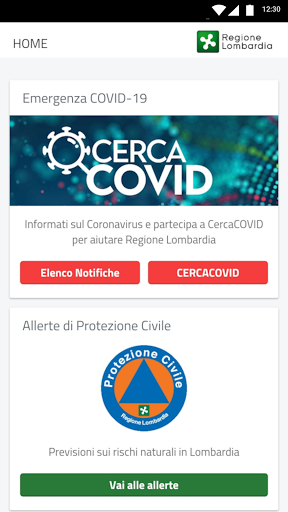 12:30
HOME
Regione
Lombardia
Emergenza COVID-19
CERCA
COVID
Informati sul Coronavirus e partecipa a CercaCOVID
per aiutare Regione Lombardia
Elenco Notifiche
CERCACOVID
Allerte di Protezione Civile
Protezione Civile
Regione Lombardia
Previsioni sui rischi naturali in Lombardia
Vai alle allerte